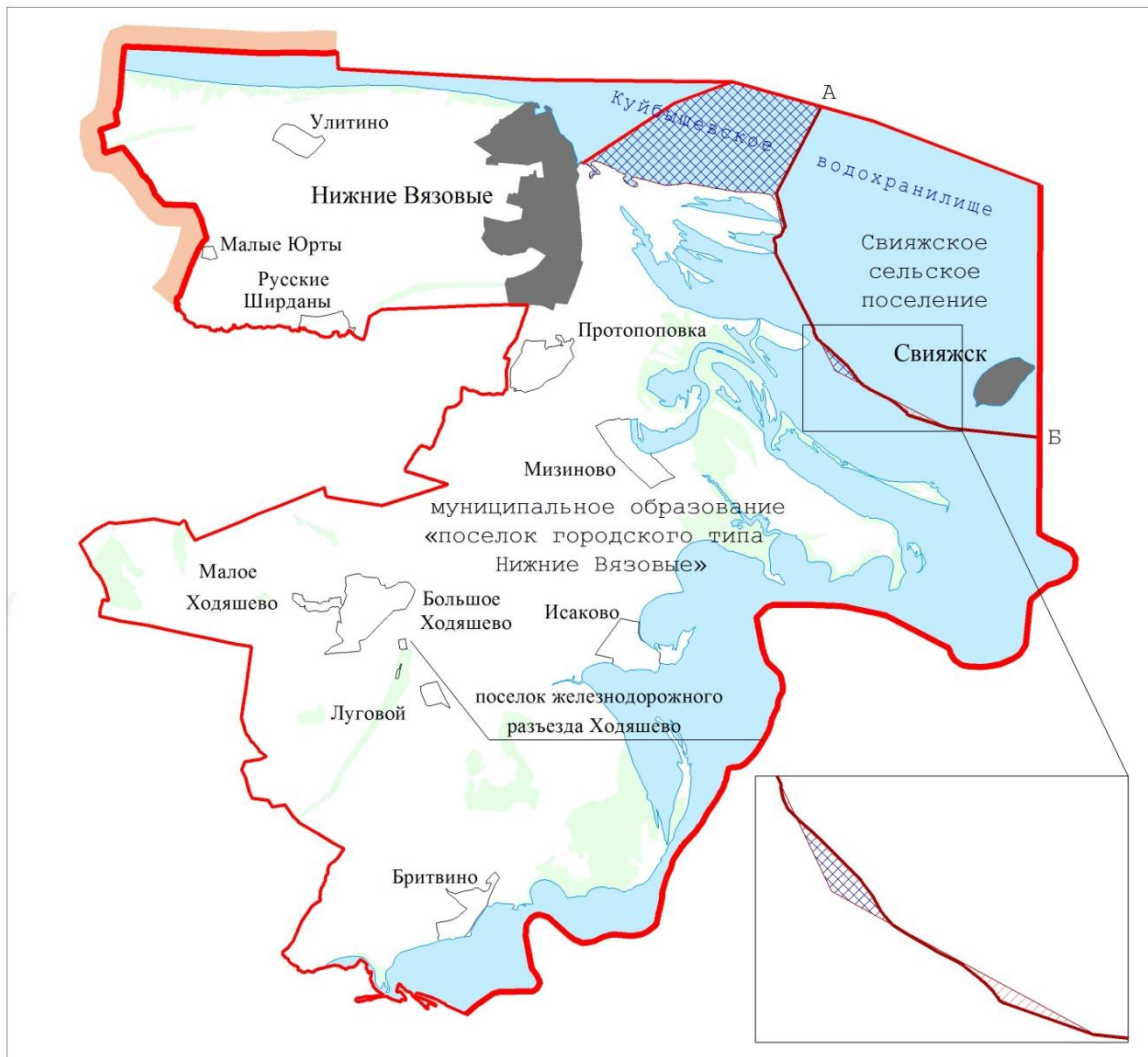 А
Куйбышевское
водохранилище
Улитино
Нижние Вязовые
Свияжское
сельское
поселение
Малые Юрты
Русские
Ширданы
Протопоповка
Свияжск
Б
Мизиново
муниципальное образование
«поселок городского типа
Нижние Вязовые»
Малое
Ходяшево
Большое
Ходяшево
Исаково
Луговой
поселок железнодорожного
разъезда Ходяшево
Бритвино